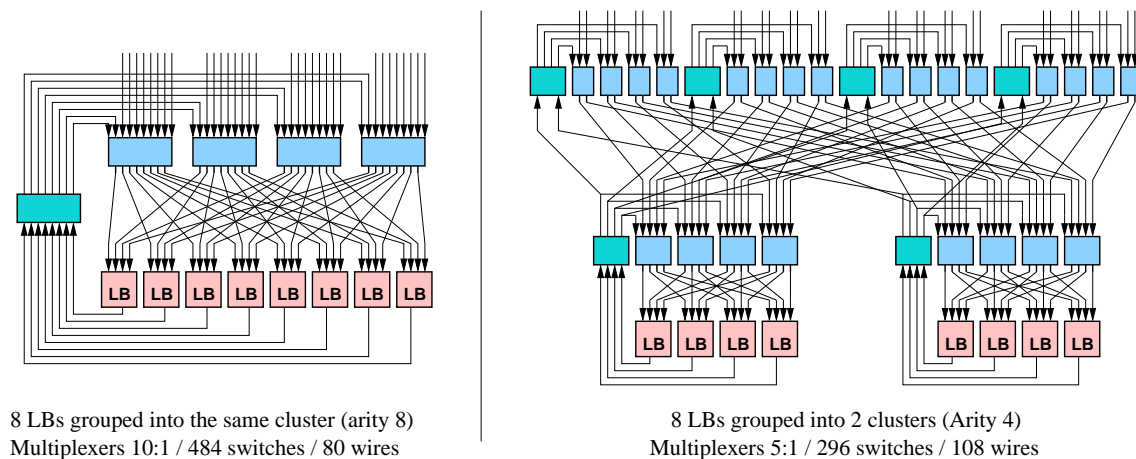 LB LB LB LB LB LB LB LB
8 LBs grouped into the same cluster (arity 8)
Multiplexers 10:1 / 484 switches / 80 wires
LB LB LB LB LB LB LB LB
8 LBs grouped into 2 clusters (Arity 4)
Multiplexers 5:1 / 296 switches / 108 wires